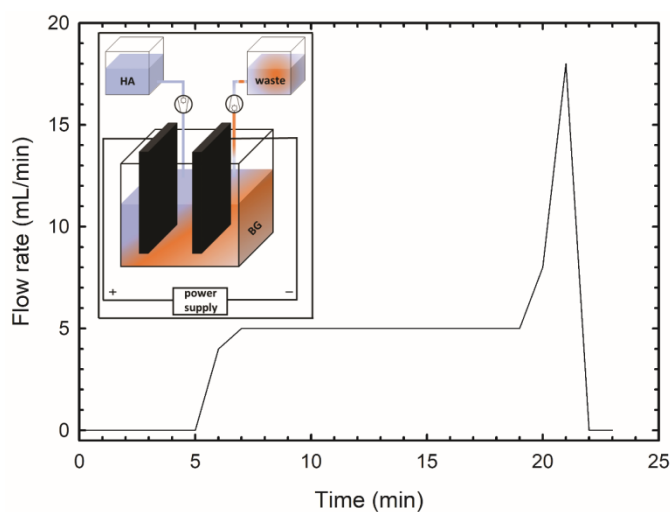 20
15
10
5
0
Flow rate (mL/min)
HA
waste
BG
+
−
power
supply
0
5
10
15
20
25
Time (min)